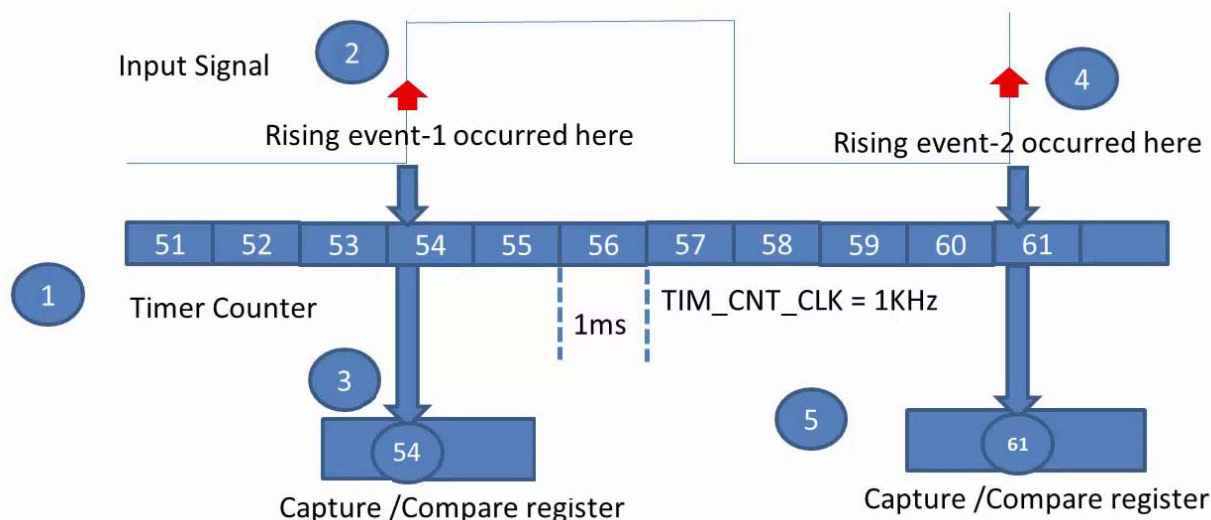 2
4
Input Signal
Rising event-1 occurred here
Rising event-2 occurred here
51 52 53 54 55 56 57 58 59 60 61
1
Timer Counter
1ms
TIM_CNT_CLK = 1KHz
3
5
54
61
Capture /Compare register
Capture /Compare register